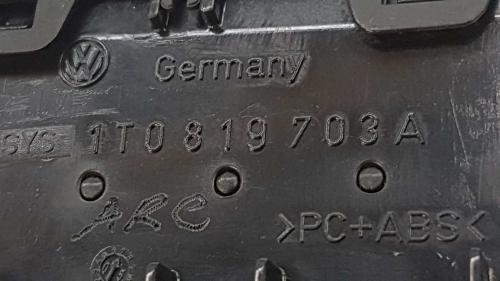 Germany
SYS 1T0 819 703 A
ARC
>PC+ABS<